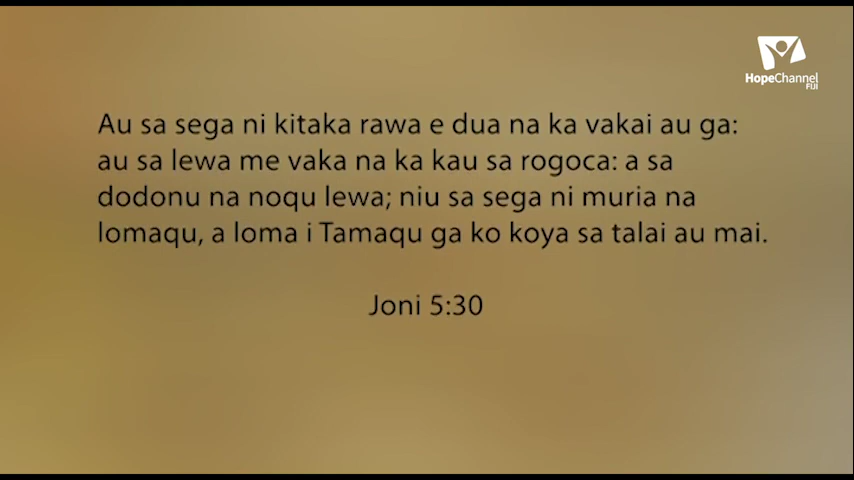 HopeChannel
FIJI
Au sa sega ni kitaka rawa e dua na ka vakai au ga:
au sa lewa me vaka na ka kau sa rogoca: a sa
dodonu na noqu lewa; niu sa sega ni muria na
lomaqu, a loma i Tamaqu ga ko koya sa talai au mai.
Joni 5:30